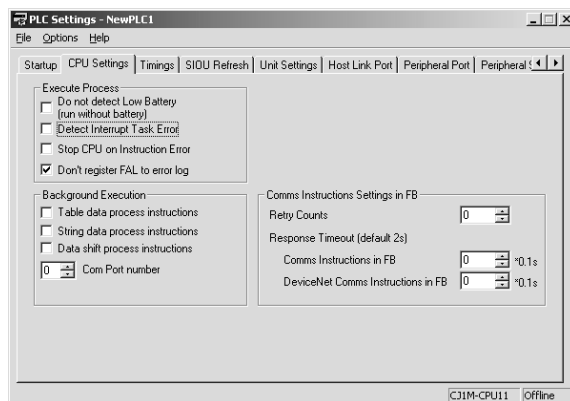 PLC Settings - NewPLC1
File Options Help
Startup CPU Settings Timings SIOU Refresh Unit Settings Host Link Port Peripheral Port Peripheral
Execute Process
Do not detect Low Battery
(run without battery)
Detect Interrupt Task Error
Stop CPU on Instruction Error
Don't register FAL to error log
Background Execution
Table data process instructions
String data process instructions
Data shift process instructions
0 Com Port number
Comms Instructions Settings in FB
Retry Counts 0
Response Timeout (default 2s)
Comms Instructions in FB 0 *0.1s
DeviceNet Comms Instructions in FB 0 *0.1s
CJ1M-CPU11 Offline